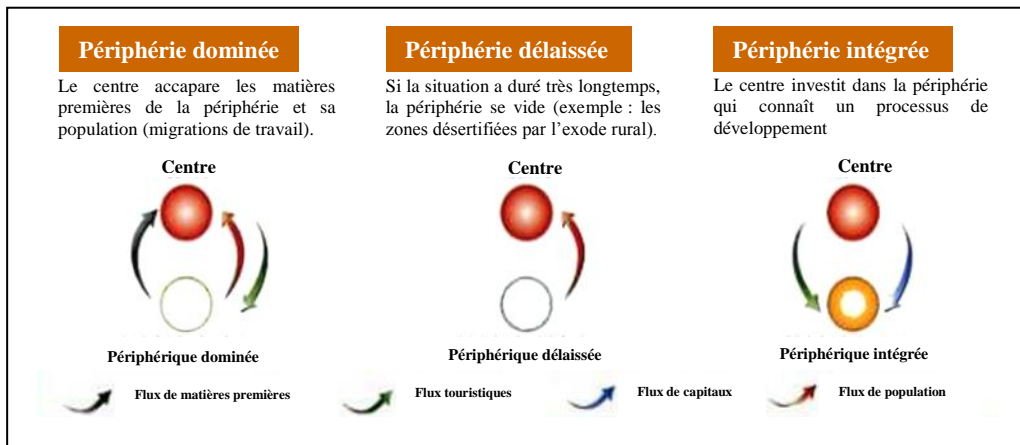 Périphérie dominée
Le centre accapare les matières
premières de la périphérie et sa
population (migrations de travail).
Centre
Périphérique dominée
Périphérie délaissée
Si la situation a duré très longtemps,
la périphérie se vide (exemple : les
zones désertifiées par l’exode rural).
Centre
Périphérique délaissée
Périphérie intégrée
Le centre investit dans la périphérie
qui connaît un processus de
développement
Centre
Périphérique intégrée
Flux de matières premières
Flux touristiques
Flux de capitaux
Flux de population